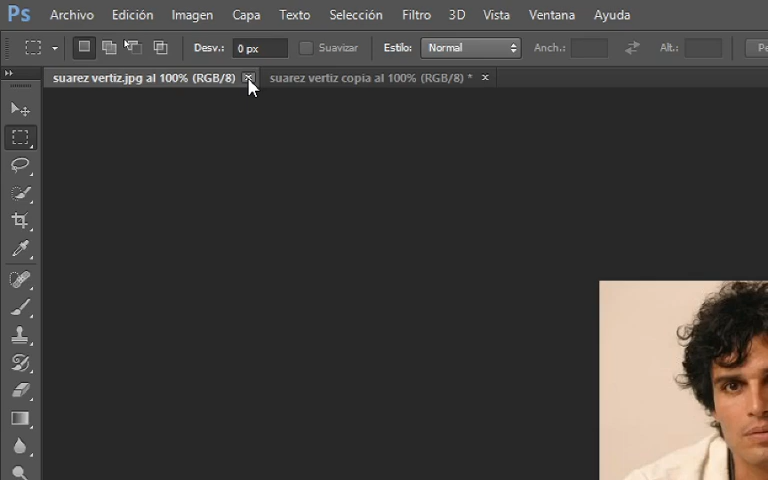 Ps Archivo Edición Imagen Capa Texto Selección Filtro 3D Vista Ventana Ayuda
Desv.: 0 px Suavizar Estilo: Normal Anch.: Alt.: Pe
suarez vertiz.jpg al 100% (RGB/8) suarez vertiz copia al 100% (RGB/8) *